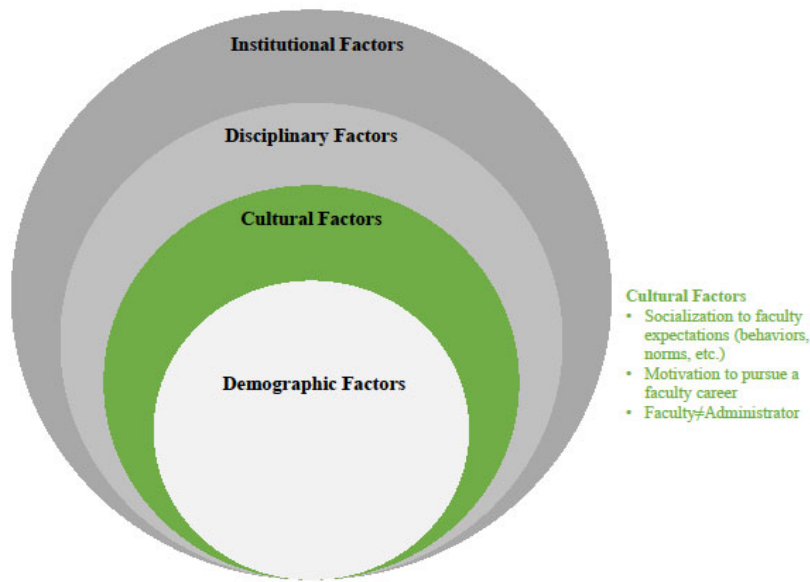 Institutional Factors
Disciplinary Factors
Cultural Factors
Demographic Factors
Cultural Factors
• Socialization to faculty
expectations (behaviors,
norms, etc.)
• Motivation to pursue a
faculty career
• Faculty≠Administrator